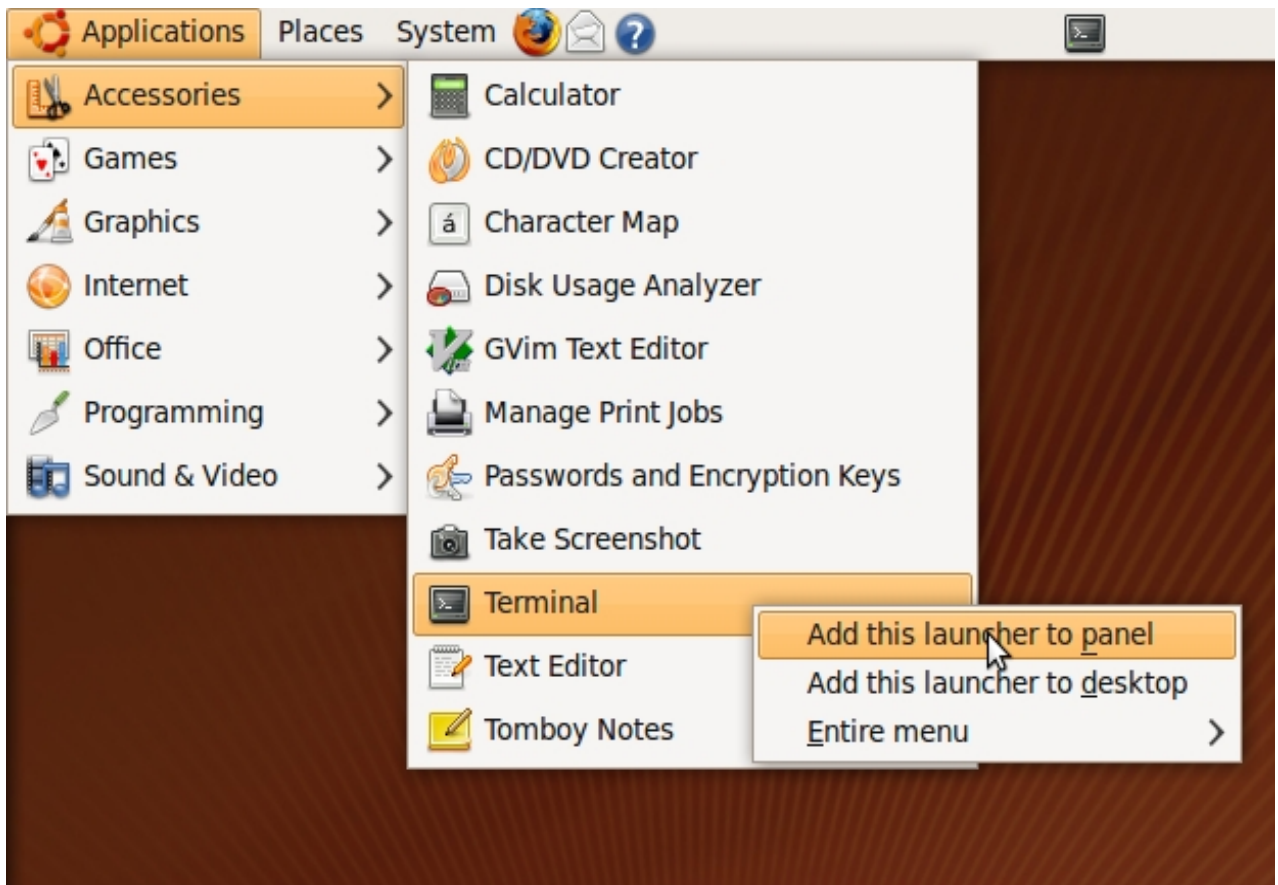 Applications Places System
Accessories
Games
Graphics
Internet
Office
Programming
Sound & Video
Calculator
CD/DVD Creator
Character Map
Disk Usage Analyzer
GVim Text Editor
Manage Print Jobs
Passwords and Encryption Keys
Take Screenshot
Terminal
Text Editor
Tomboy Notes
Add this launcher to panel
Add this launcher to desktop
Entire menu